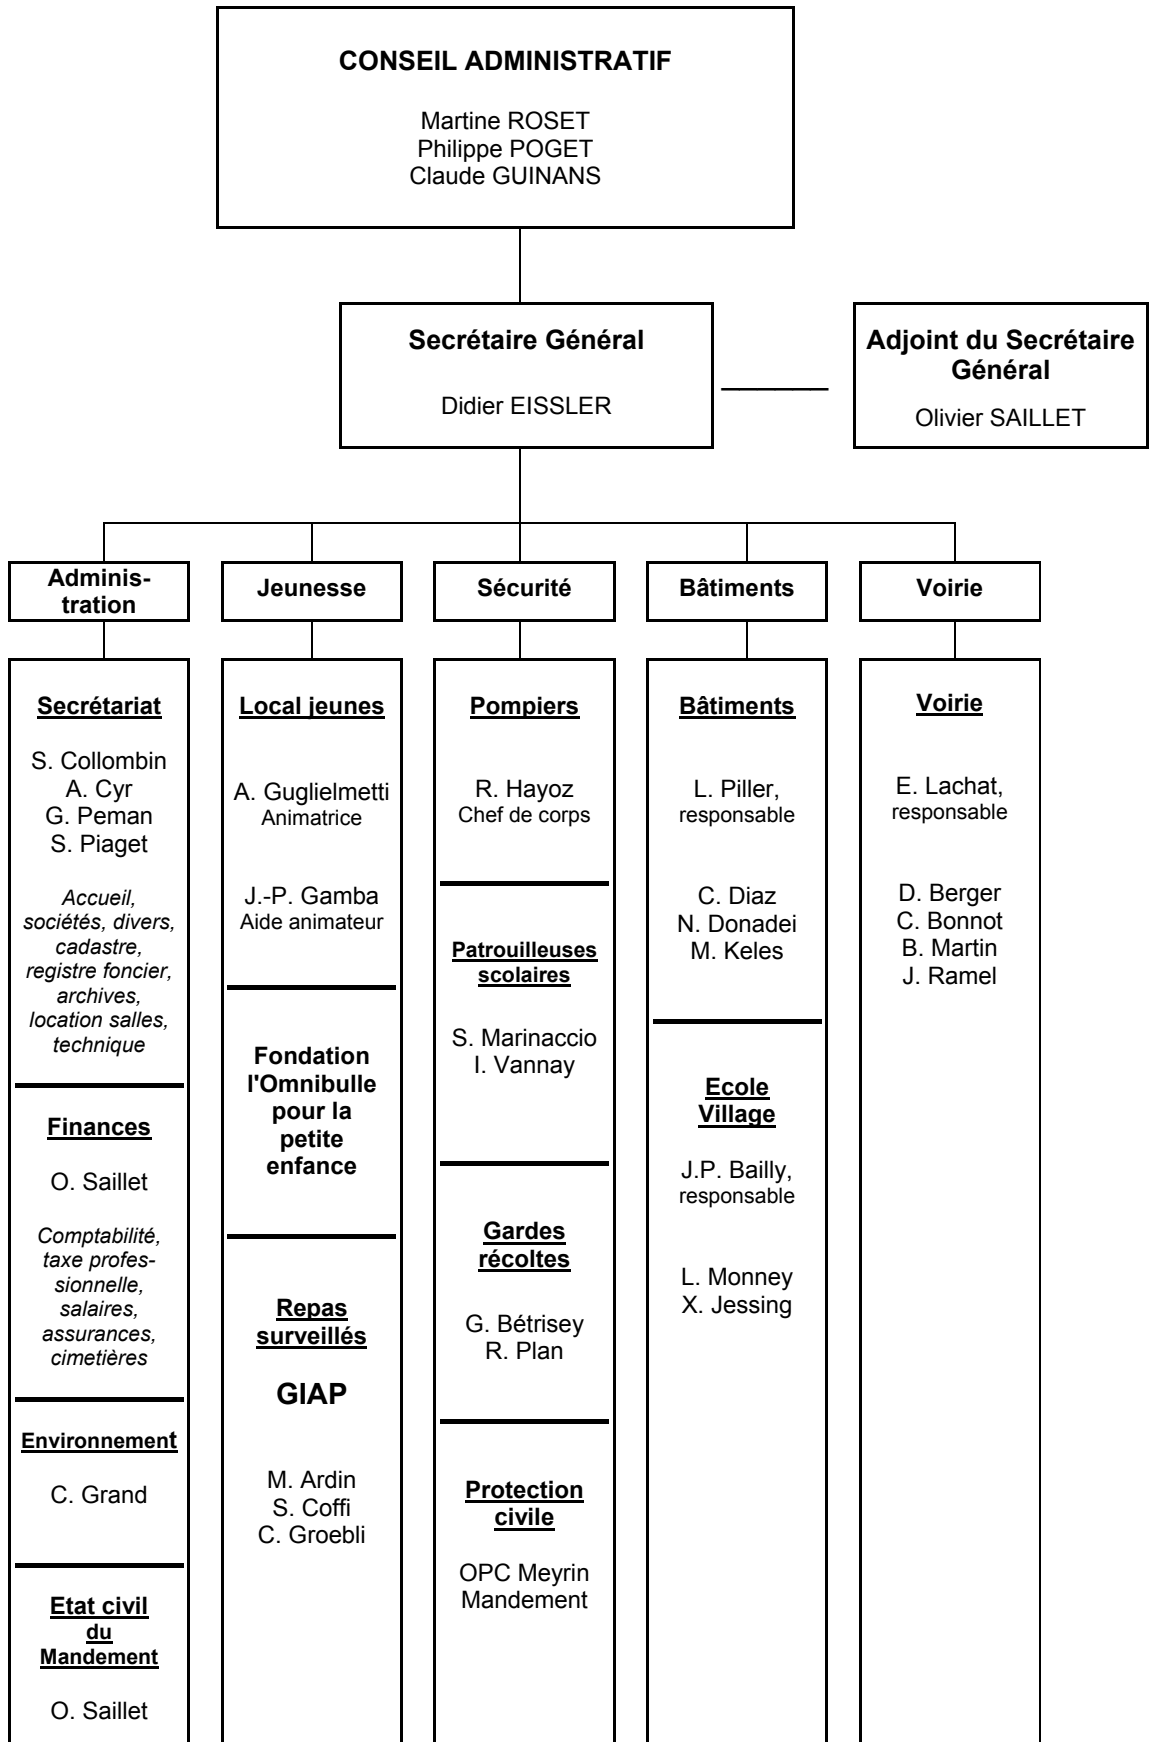 CONSEIL ADMINISTRATIF
Martine ROSET
Philippe POGET
Claude GUINANS
Secrétaire Général
Didier EISSLER
Adjoint du Secrétaire
Général
Olivier SAILLET
Adminis-
tration
Secrétariat
S. Collombin
A. Cyr
G. Peman
S. Piaget
Accueil,
sociétés, divers,
cadastre,
registre foncier,
archives,
location salles,
technique
Finances
O. Saillet
Comptabilité,
taxe profes-
sionnelle,
salaires,
assurances,
cimetières
Environnement
C. Grand
Etat civil
du
Mandement
O. Saillet
Jeunesse
Local jeunes
A. Guglielmetti
Animatrice
J.-P. Gamba
Aide animateur
Fondation
l'Omnibulle
pour la
petite
enfance
Repas
surveillés
GIAP
M. Ardin
S. Coffi
C. Groebli
Sécurité
Pompiers
R. Hayoz
Chef de corps
Patrouilleuses
scolaires
S. Marinaccio
I. Vannay
Gardes
récoltes
G. Bétrisey
R. Plan
Protection
civile
OPC Meyrin
Mandement
Bâtiments
Bâtiments
L. Piller,
responsable
C. Diaz
N. Donadei
M. Keles
Ecole
Village
J.P. Bailly,
responsable
L. Monney
X. Jessing
Voirie
Voirie
E. Lachat,
responsable
D. Berger
C. Bonnot
B. Martin
J. Ramel